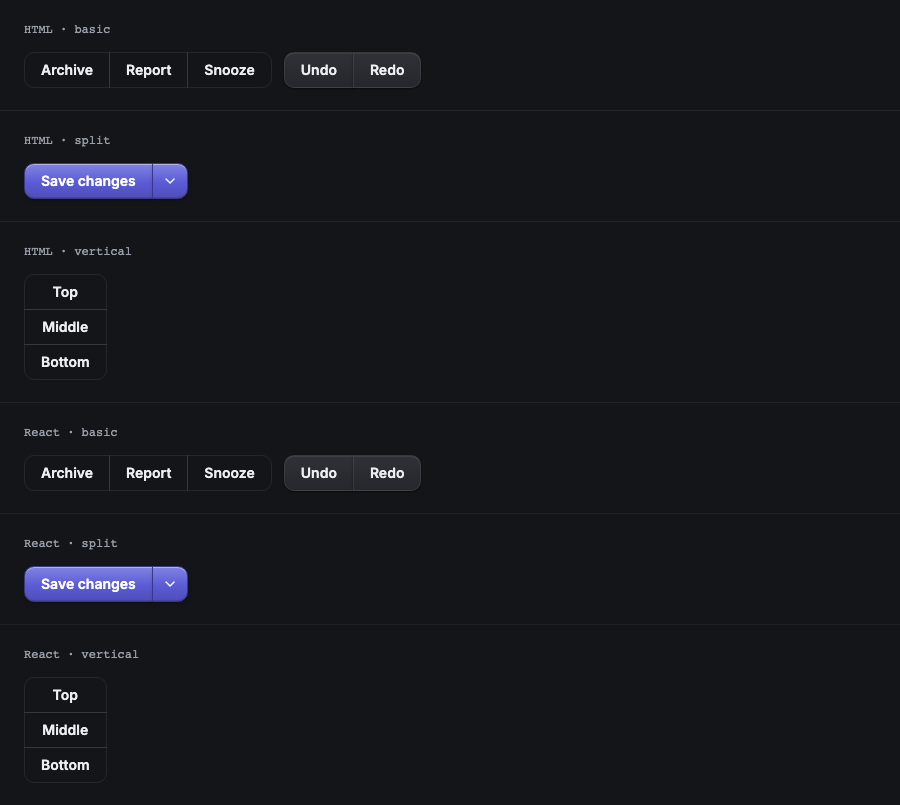 HTML · basic
Archive Report Snooze Undo Redo
HTML · split
Save changes
HTML · vertical
Top
Middle
Bottom
React · basic
Archive Report Snooze Undo Redo
React · split
Save changes
React · vertical
Top
Middle
Bottom